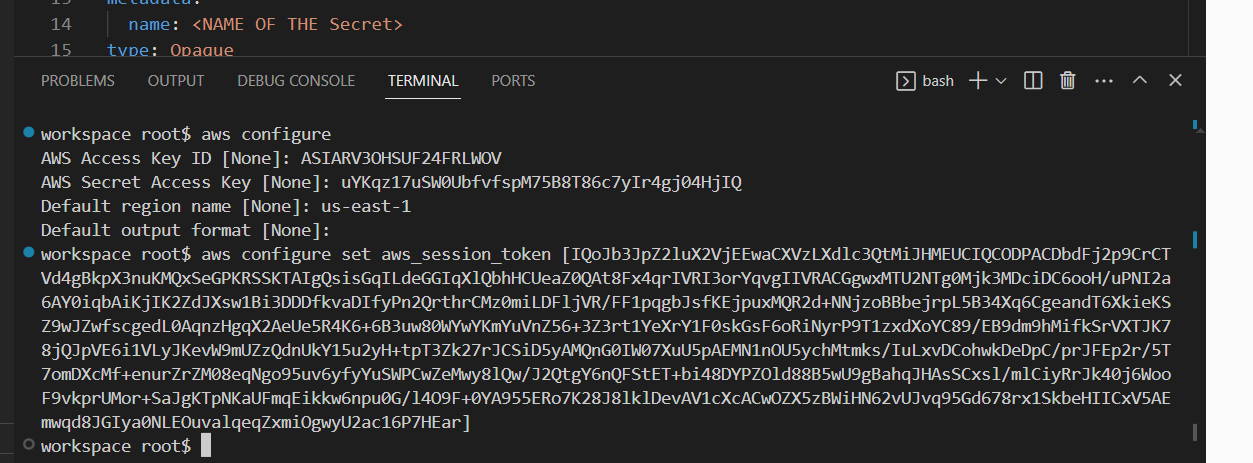 metadata:
14 name: <NAME OF THE Secret>
15 type: Opaque
PROBLEMS OUTPUT DEBUG CONSOLE TERMINAL PORTS bash
workspace root$ aws configure
AWS Access Key ID [None]: ASIARV3OHSUF24FRLWOV
AWS Secret Access Key [None]: uYKqz17uSW0UbfvfspM75B8T86c7yIr4gj04HjIQ
Default region name [None]: us-east-1
Default output format [None]:
workspace root$ aws configure set aws_session_token [IQoJb3JpZ2luX2VjEEwaCXVzLXdlc3QtMiJHMEUCIQCODPACDbdFj2p9CrCT
Vd4gBkpX3nuKMQxSeGPKRSSKTAIgQsisGqILdeGGIqXlQbhHCUeaZ0QAt8Fx4qrIVRI3orYqvgIIVRACGgwxMTU2NTg0Mjk3MDciDC6ooH/uPNI2a
6AY0iqbAiKjIK2ZdJXsw1Bi3DDDfkvaDIfyPn2QrthrCMz0miLDFljVR/FF1pqgbJsfKEjpuxMQR2d+NNjzoBBbejrpL5B34Xq6CgeandT6XkieKS
Z9wJZwfscgedL0AqnzHgqX2AeUe5R4K6+6B3uw80WYwYKmYuVnZ56+3Z3rt1YeXrY1F0skGsF6oRiNyrP9T1zxdXoYC89/EB9dm9hMifkSrVXTJK7
8jQJpVE6i1VLyJKevW9mUZzQdnUkY15u2yH+tpT3Zk27rJCSiD5yAMQnG0IW07XuU5pAEMN1nOU5ychMtmks/IuLxvDCohwkDeDpC/prJFEp2r/5T
7omDXcMf+enurZrZM08eqNgo95uv6yfyYuSWPCwZeMwy8lQw/J2QtgY6nQFStET+bi48DYPZOld88B5wU9gBahqJHAsSCxsl/mlCiyRrJk40j6Woo
F9vkprUMor+SaJgKTpNKaUFmqEikkw6npu0G/l4O9F+0YA955ERo7K28J8lklDevAV1cXcACwOZX5zBWiHN62vUJvq95Gd678rx1SkbeHIICxV5AE
mwqd8JGIya0NLEOuvalqeqZxmiOgwyU2ac16P7HEar]
workspace root$